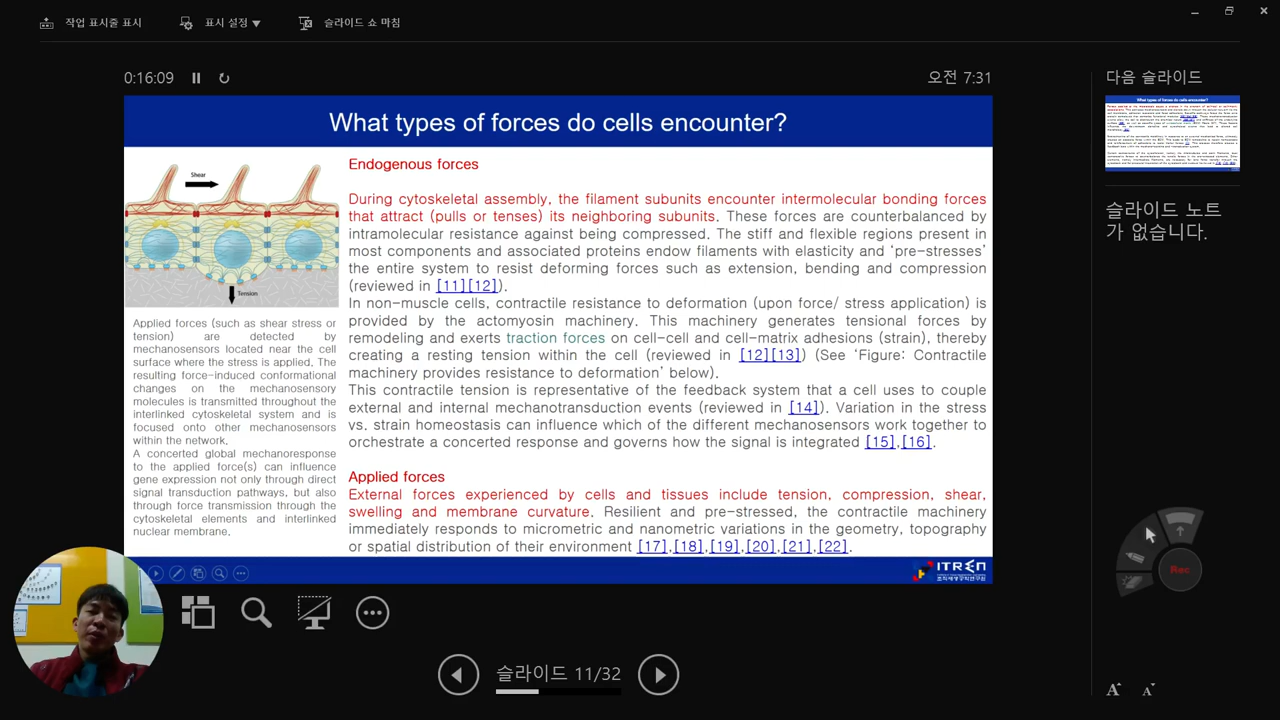 작업 표시줄 표시
표시 설정 ▼
슬라이드 쇼 마침
0:16:09
오전 7:31
다음 슬라이드
What types of forces do cells encounter?
Shear
Tension
Applied forces (such as shear stress or
tension) are detected by
mechanosensors located near the cell
surface where the stress is applied. The
resulting force-induced conformational
changes on the mechanosensory
molecules is transmitted throughout the
interlinked cytoskeletal system and is
focused onto other mechanosensors
within the network.
A concerted global mechanoresponse
to the applied force(s) can influence
gene expression not only through direct
signal transduction pathways, but also
through force transmission through the
cytoskeletal elements and interlinked
nuclear membrane.
Endogenous forces
During cytoskeletal assembly, the filament subunits encounter intermolecular bonding forces
that attract (pulls or tenses) its neighboring subunits. These forces are counterbalanced by
intramolecular resistance against being compressed. The stiff and flexible regions present in
most components and associated proteins endow filaments with elasticity and ‘pre-stresses’
the entire system to resist deforming forces such as extension, bending and compression
(reviewed in [11][12]).
In non-muscle cells, contractile resistance to deformation (upon force/ stress application) is
provided by the actomyosin machinery. This machinery generates tensional forces by
remodeling and exerts traction forces on cell-cell and cell-matrix adhesions (strain), thereby
creating a resting tension within the cell (reviewed in [12][13]) (See ‘Figure: Contractile
machinery provides resistance to deformation’ below).
This contractile tension is representative of the feedback system that a cell uses to couple
external and internal mechanotransduction events (reviewed in [14]). Variation in the stress
vs. strain homeostasis can influence which of the different mechanosensors work together to
orchestrate a concerted response and governs how the signal is integrated [15],[16].
Applied forces
External forces experienced by cells and tissues include tension, compression, shear,
swelling and membrane curvature. Resilient and pre-stressed, the contractile machinery
immediately responds to micrometric and nanometric variations in the geometry, topography
or spatial distribution of their environment [17],[18],[19],[20],[21],[22].
ITREN
조직재생공학연구원
What types of forces do cells encounter?
슬라이드 노트
가 없습니다.
Rec
슬라이드 11/32
A A